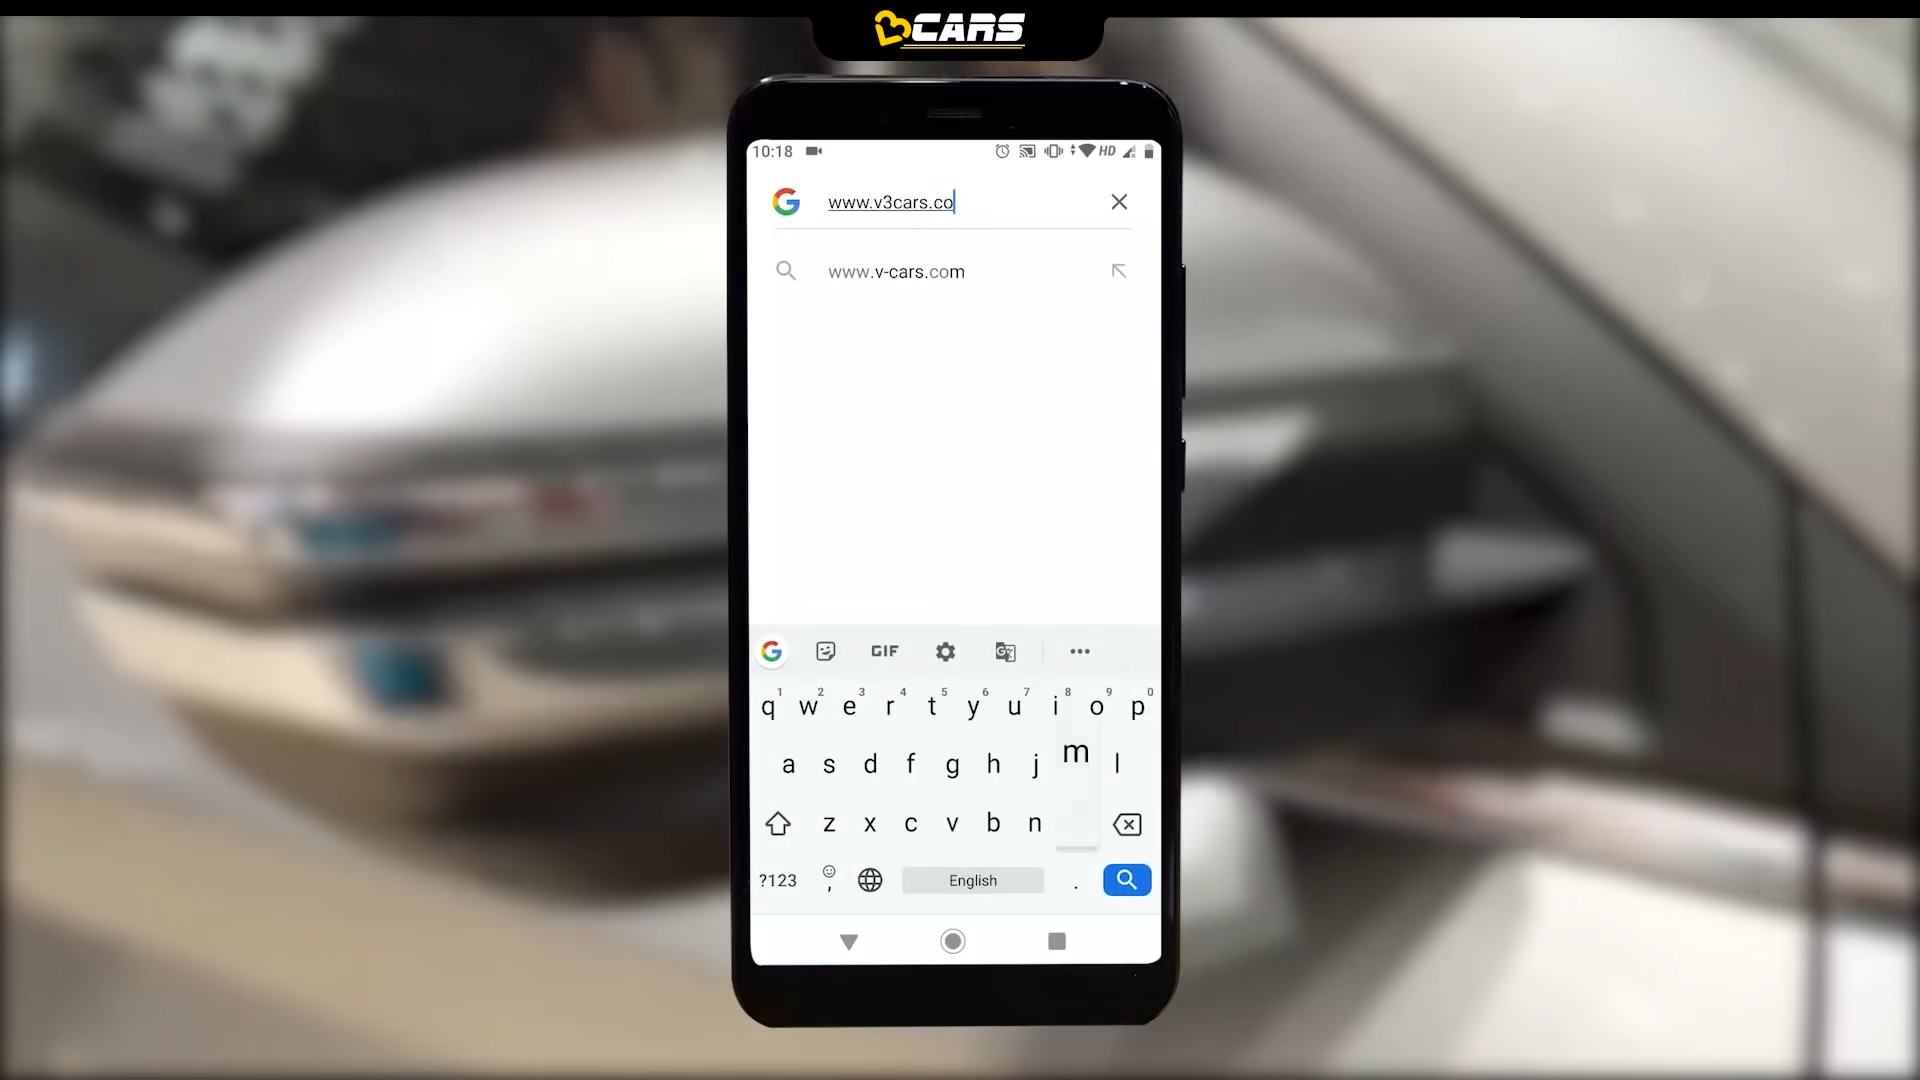 CARS
10:18 HD
www.v3cars.co
www.v-cars.com
GIF
1 2 3 4 5 6 7 8 9 0
q w e r t y u i o p
a s d f g h j m l
z x c v b n
?123 , English .